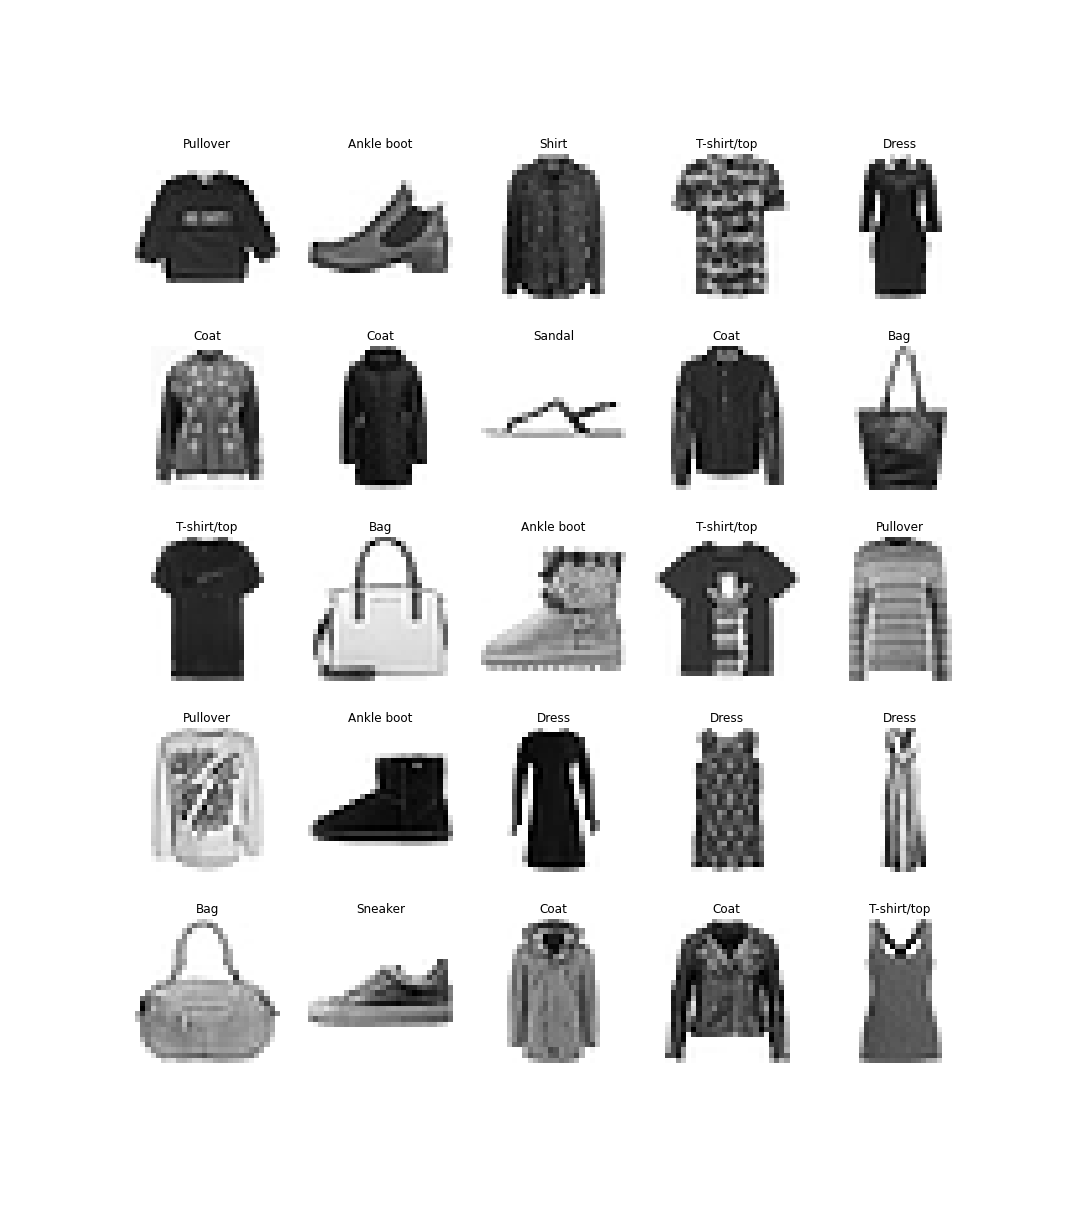 Pullover
Ankle boot
Shirt
T-shirt/top
Dress
Coat
Coat
Sandal
Coat
Bag
T-shirt/top
Bag
Ankle boot
T-shirt/top
Pullover
Pullover
Ankle boot
Dress
Dress
Dress
Bag
Sneaker
Coat
Coat
T-shirt/top